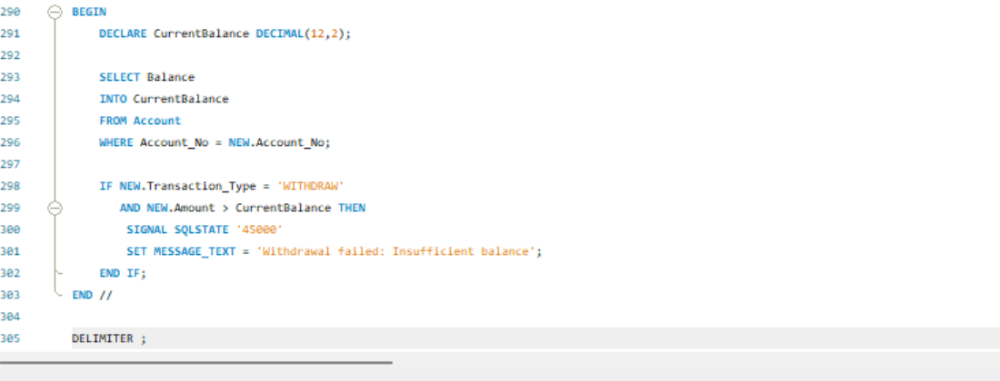 290 BEGIN
291 DECLARE CurrentBalance DECIMAL(12,2);
292
293 SELECT Balance
294 INTO CurrentBalance
295 FROM Account
296 WHERE Account_No = NEW.Account_No;
297
298 IF NEW.Transaction_Type = 'WITHDRAW'
299 AND NEW.Amount > CurrentBalance THEN
300 SIGNAL SQLSTATE '45000'
301 SET MESSAGE_TEXT = 'Withdrawal failed: Insufficient balance';
302 END IF;
303 END //
304
305 DELIMITER ;